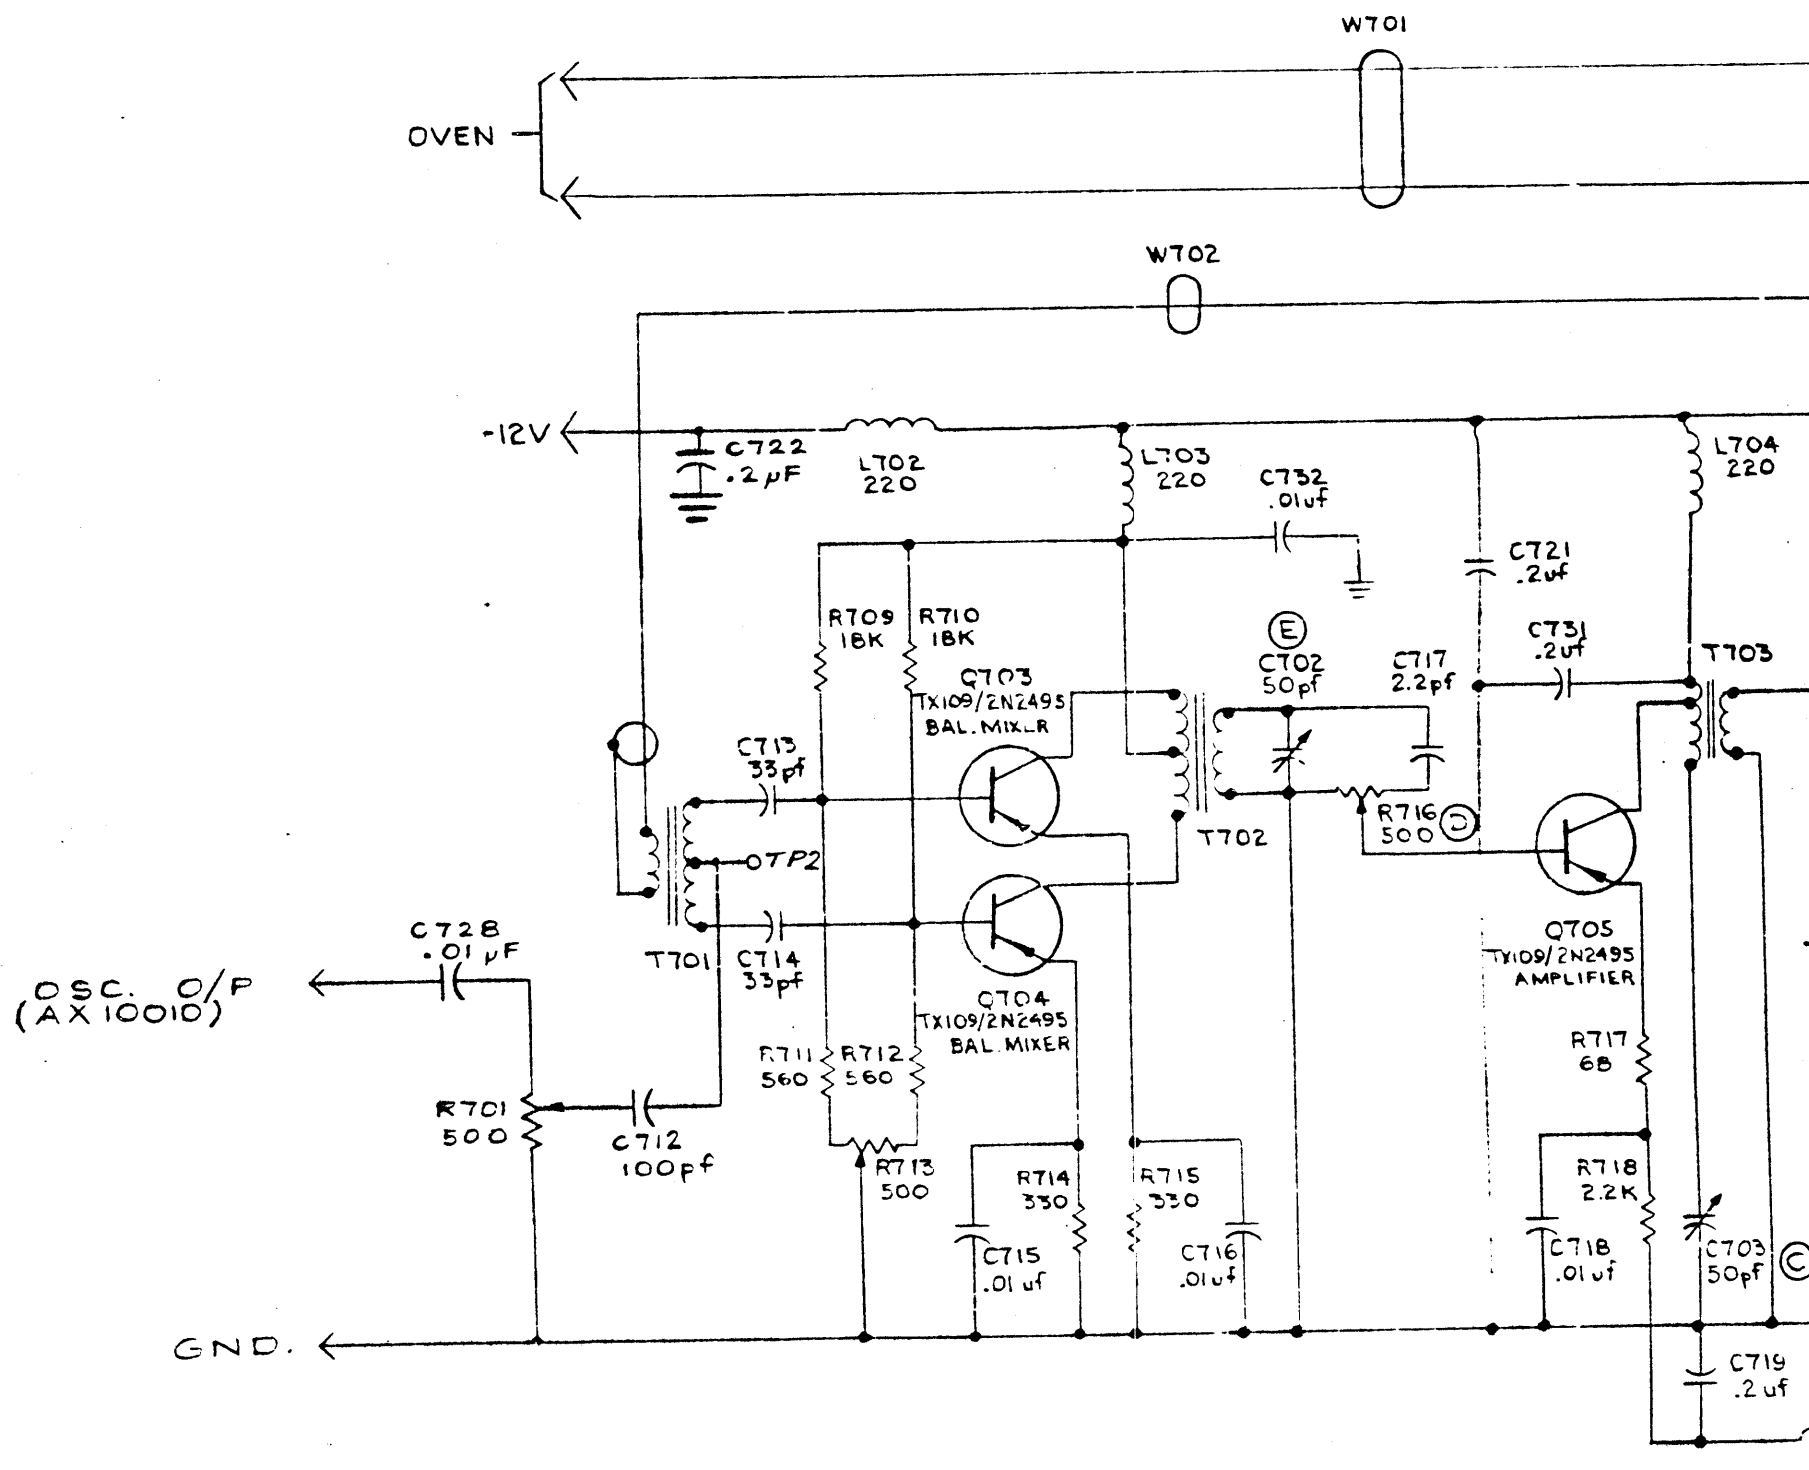 W701
OVEN
W702
-12V
C722
.2µF
L702
220
L703
220
C732
.01uf
L704
220
C721
.2uf
R709
18K
R710
18K
E
C702
50pf
C717
2.2pf
C731
.2uf
T703
Q703
TX109/2N2495
BAL. MIXER
C713
33pf
T702
R716
500
D
TP2
T701
C714
33pf
Q705
TX109/2N2495
AMPLIFIER
C728
.01µF
OSC. O/P
(AX10010)
Q704
TX109/2N2495
BAL. MIXER
R711
560
R712
560
R717
68
R701
500
C712
100pf
R713
500
R714
330
R715
330
R718
2.2K
C715
.01uf
C716
.01uf
C718
.01uf
C703
50pf
C
GND.
C719
.2uf